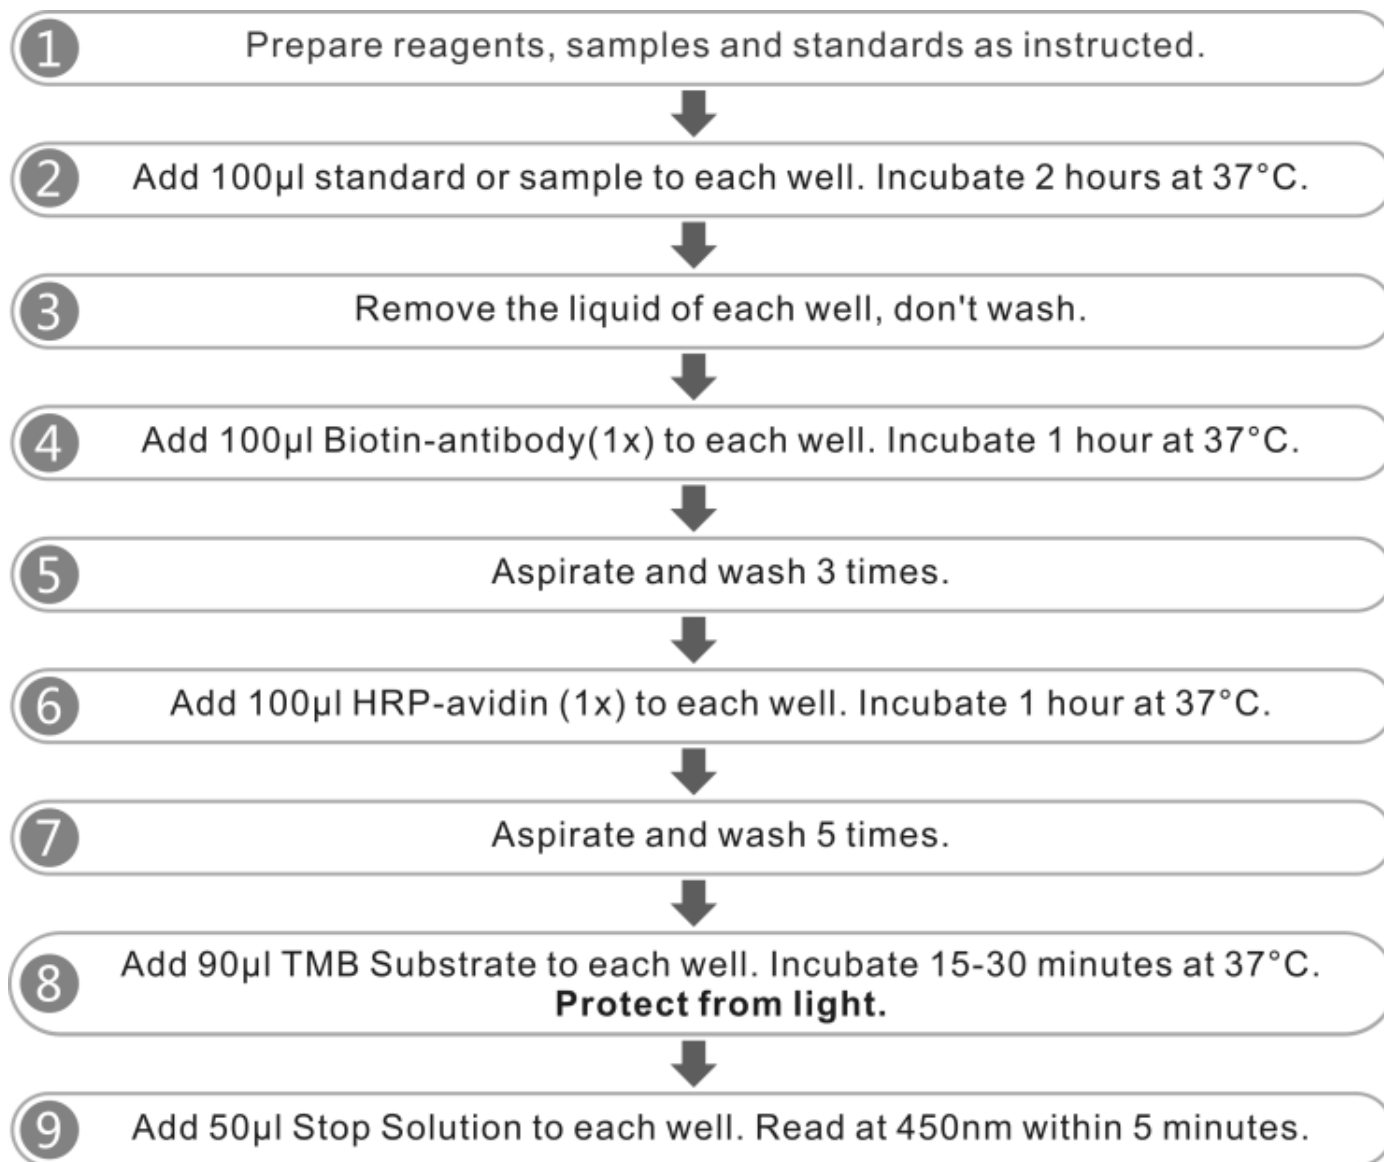 1 Prepare reagents, samples and standards as instructed.
2 Add 100µl standard or sample to each well. Incubate 2 hours at 37°C.
3 Remove the liquid of each well, don't wash.
4 Add 100µl Biotin-antibody(1x) to each well. Incubate 1 hour at 37°C.
5 Aspirate and wash 3 times.
6 Add 100µl HRP-avidin (1x) to each well. Incubate 1 hour at 37°C.
7 Aspirate and wash 5 times.
8 Add 90µl TMB Substrate to each well. Incubate 15-30 minutes at 37°C.
Protect from light.
9 Add 50µl Stop Solution to each well. Read at 450nm within 5 minutes.